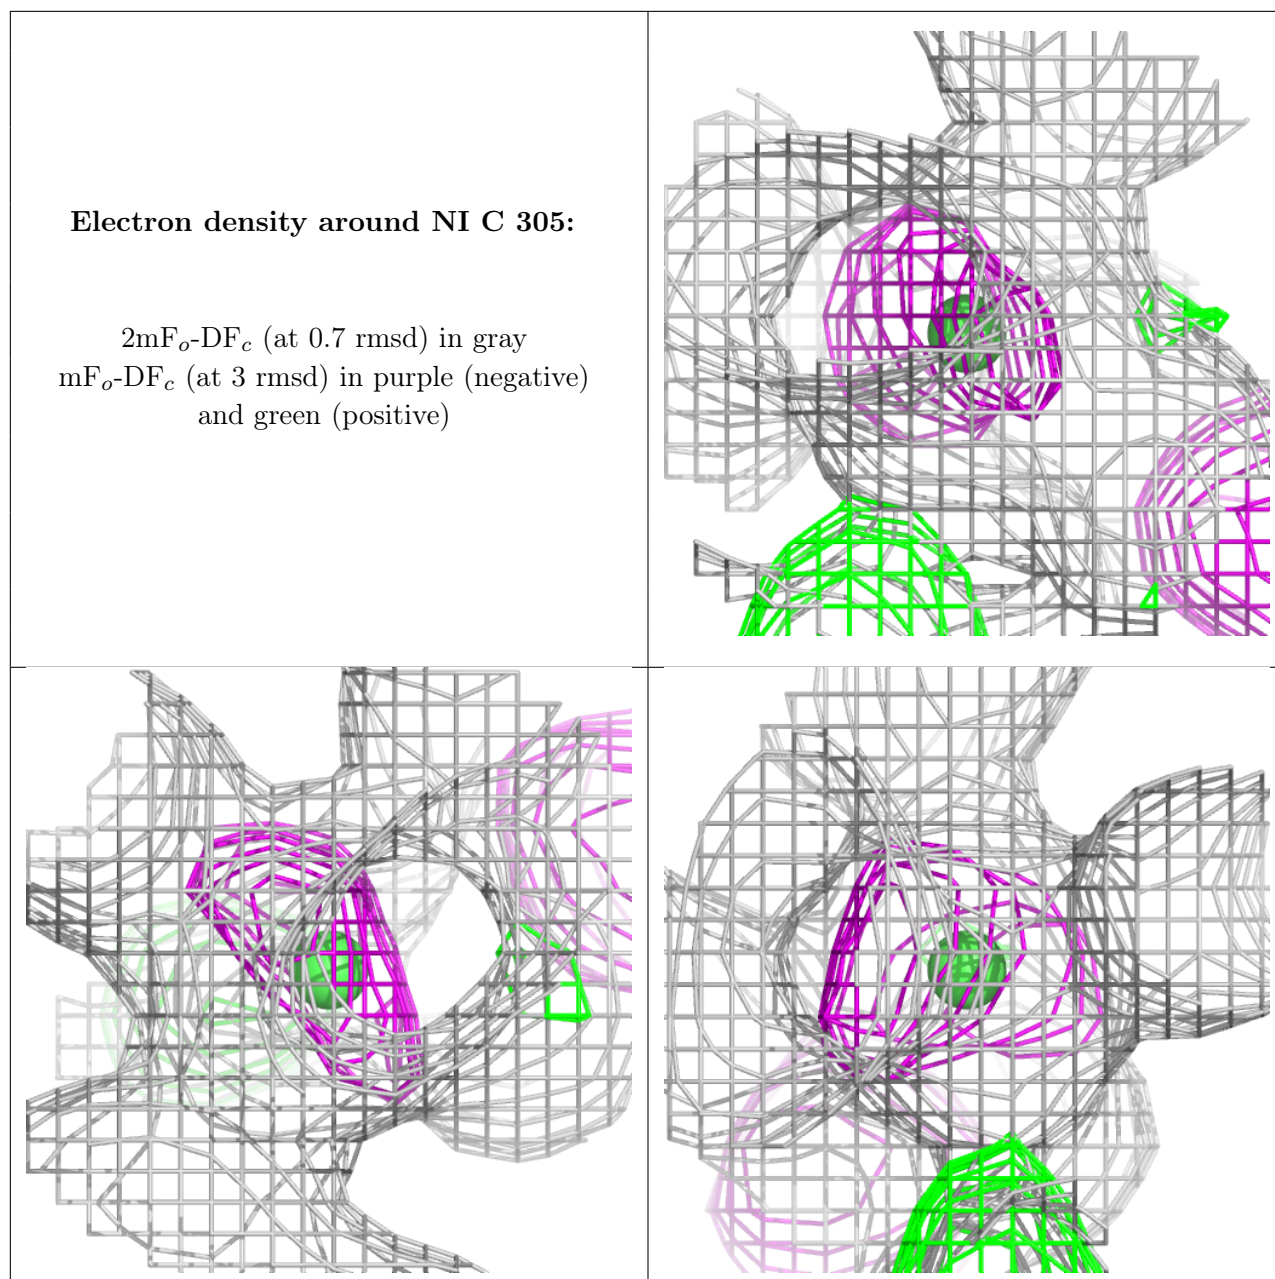 Electron density around NI C 305:
2mFo-DFc (at 0.7 rmsd) in gray
mFo-DFc (at 3 rmsd) in purple (negative)
and green (positive)